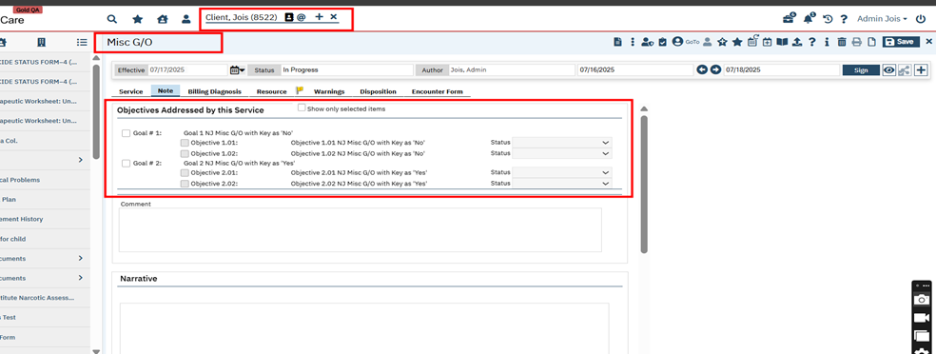 Gold QA
Care
Client, Jois (8522) @ + ×
Admin Jois
Misc G/O
GoTo
Save
CIDE STATUS FORM-4 (...
CIDE STATUS FORM-4 (...
apeutic Worksheet: Un...
apeutic Worksheet: Un...
a Col.
cal Problems
Plan
ement History
for child
cuments
cuments
titute Narcotic Assess...
Test
Form
Effective 07/17/2025 Status In Progress Author Jois, Admin 07/16/2025 07/18/2025 Sign
Service Note Billing Diagnosis Resource Warnings Disposition Encounter Form
Objectives Addressed by this Service Show only selected items
Goal # 1: Goal 1 NJ Misc G/O with Key as 'No'
Objective 1.01: Objective 1.01 NJ Misc G/O with Key as 'No' Status
Objective 1.02: Objective 1.02 NJ Misc G/O with Key as 'No' Status
Goal # 2: Goal 2 NJ Misc G/O with Key as 'Yes'
Objective 2.01: Objective 2.01 NJ Misc G/O with Key as 'Yes' Status
Objective 2.02: Objective 2.02 NJ Misc G/O with Key as 'Yes' Status
Comment
Narrative